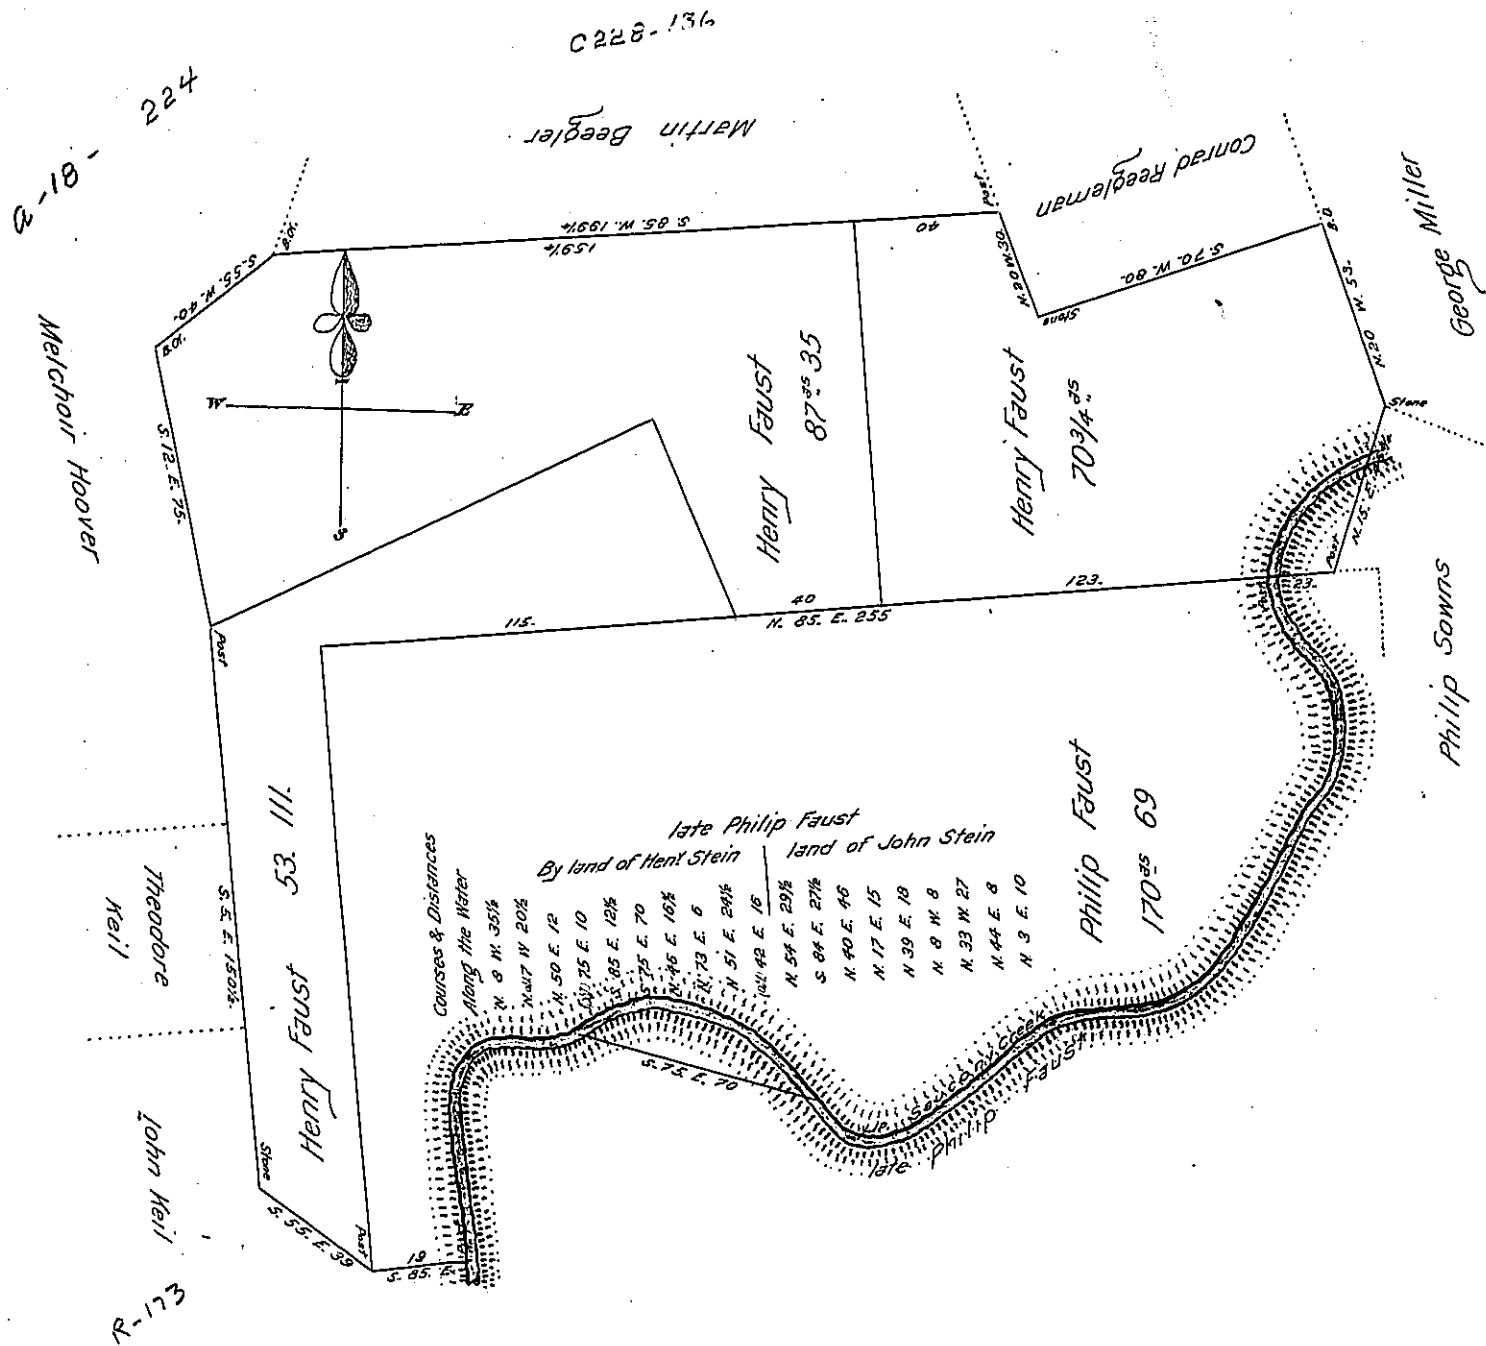 C228-136
224
a-18-
Martin Beegler
Conrad Reegleman
George Miller
Melchoir Hoover
B.O.
S. 55. W. 40.
B.O.
S. 85. W. 199¼
159¼
40
Post
N. 20 W. 30.
Stone
S. 70. W. 80.
B.O.
N. 20 W. 53.
Stone
N. 15. E.
Post
W
E
S
S. 12. E. 75.
Post
Henry Faust
87 as 35
Henry Faust
70 3/4 as
115.
40
N. 85. E. 255
123.
Post
23.
Philip Sowns
Theodore
Keil
S. 5. E. 150½.
Henry Faust 53. 111.
John Keil
Stone
S. 55. E. 39
Post
19
S. 85. E.
Courses & Distances
Along the Water
late Philip Faust
By land of Heny Stein
land of John Stein
N. 8 W. 35½
W 20½
N. 50 E. 12
75 E. 10
S. 85 E. 12½
S. 75 E. 70
N. 46 E. 16½
N. 73 E. 6
N 51 E. 24½
42 E. 16
N. 54 E. 29½
S 84 E. 27½
N. 40 E. 46
N. 17 E. 15
N 39 E. 18
N. 8 W. 8
N. 33 W. 27
N. 44 E. 8
N. 3 E. 10
Philip Faust
170 as 69
S. 75. E. 70
Saucony creek
late Philip Faust
R-173